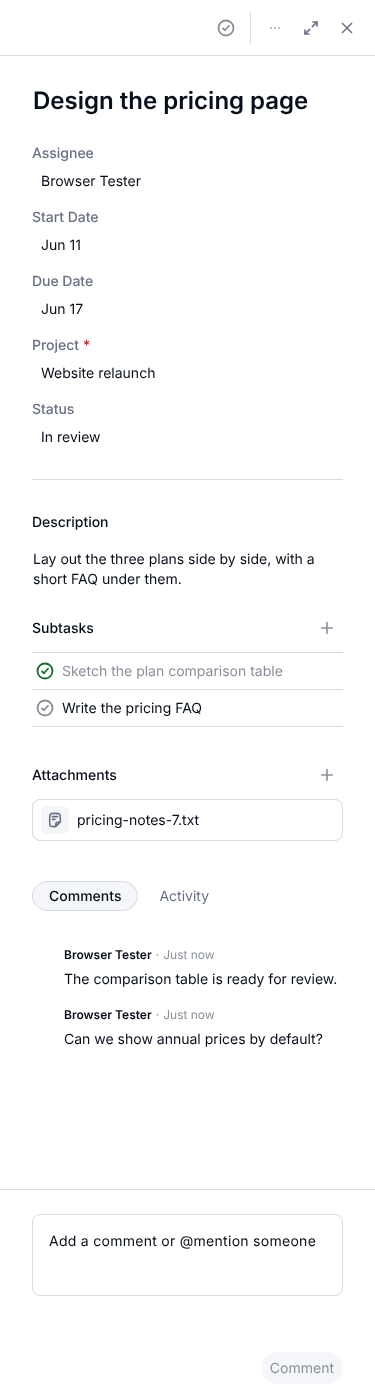 Design the pricing page
Assignee
Browser Tester
Start Date
Jun 11
Due Date
Jun 17
Project *
Website relaunch
Status
In review
Description
Lay out the three plans side by side, with a
short FAQ under them.
Subtasks
Sketch the plan comparison table
Write the pricing FAQ
Attachments
pricing-notes-7.txt
Comments Activity
Browser Tester · Just now
The comparison table is ready for review.
Browser Tester · Just now
Can we show annual prices by default?
Add a comment or @mention someone
Comment